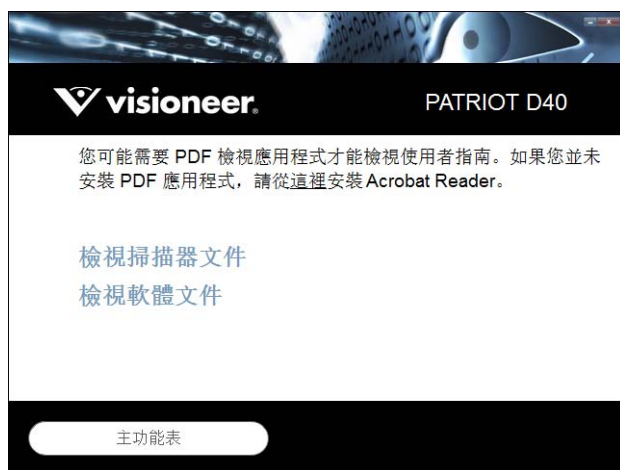 visioneer®
PATRIOT D40
您可能需要 PDF 檢視應用程式才能檢視使用者指南。如果您並未
安裝 PDF 應用程式，請從這裡安裝 Acrobat Reader。
檢視掃描器文件
檢視軟體文件
主功能表